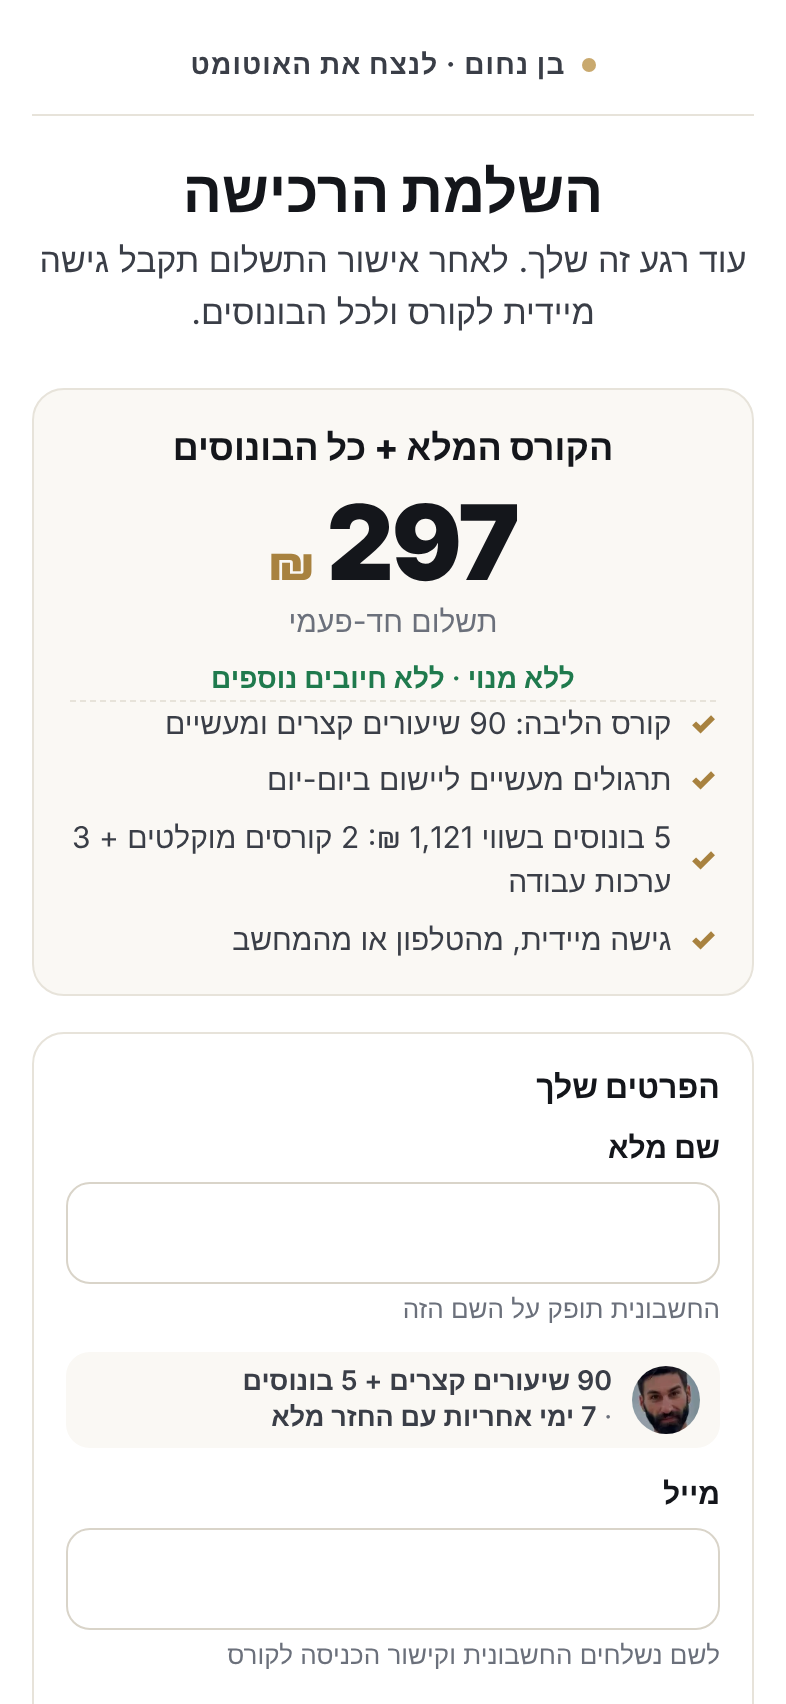 בן נחום · לנצח את האוטומט
השלמת הרכישה
עוד רגע זה שלך. לאחר אישור התשלום תקבל גישה
מיידית לקורס ולכל הבונוסים.
הקורס המלא + כל הבונוסים
297 ₪
תשלום חד-פעמי
ללא מנוי · ללא חיובים נוספים
קורס הליבה: 90 שיעורים קצרים ומעשיים
תרגולים מעשיים ליישום ביום-יום
5 בונוסים בשווי 1,121 ₪: 2 קורסים מוקלטים + 3
ערכות עבודה
גישה מיידית, מהטלפון או מהמחשב
הפרטים שלך
שם מלא
החשבונית תופק על השם הזה
90 שיעורים קצרים + 5 בונוסים
· 7 ימי אחריות עם החזר מלא
מייל
לשם נשלחים החשבונית וקישור הכניסה לקורס